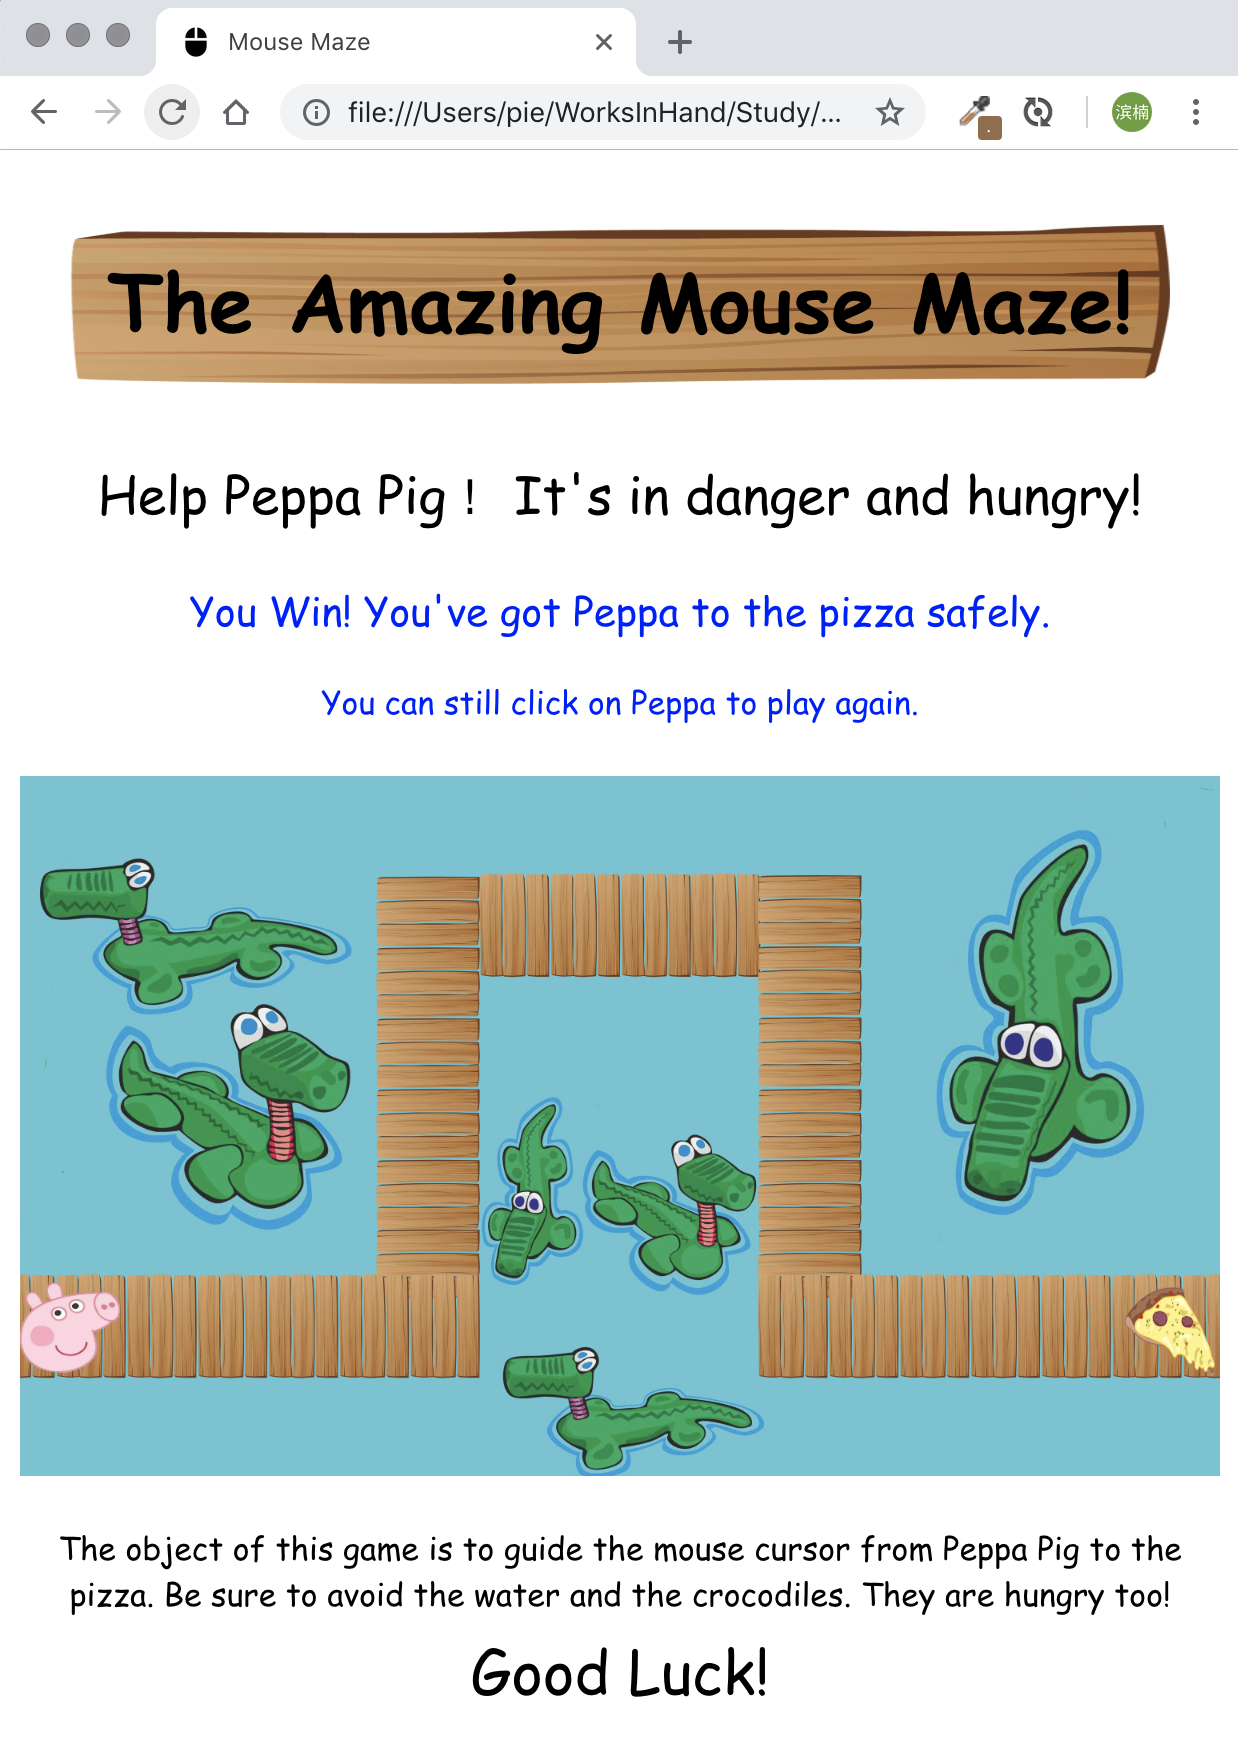 Mouse Maze
file:///Users/pie/WorksInHand/Study/...
滨楠
The Amazing Mouse Maze!
Help Peppa Pig！ It's in danger and hungry!
You Win! You've got Peppa to the pizza safely.
You can still click on Peppa to play again.
The object of this game is to guide the mouse cursor from Peppa Pig to the
pizza. Be sure to avoid the water and the crocodiles. They are hungry too!
Good Luck!